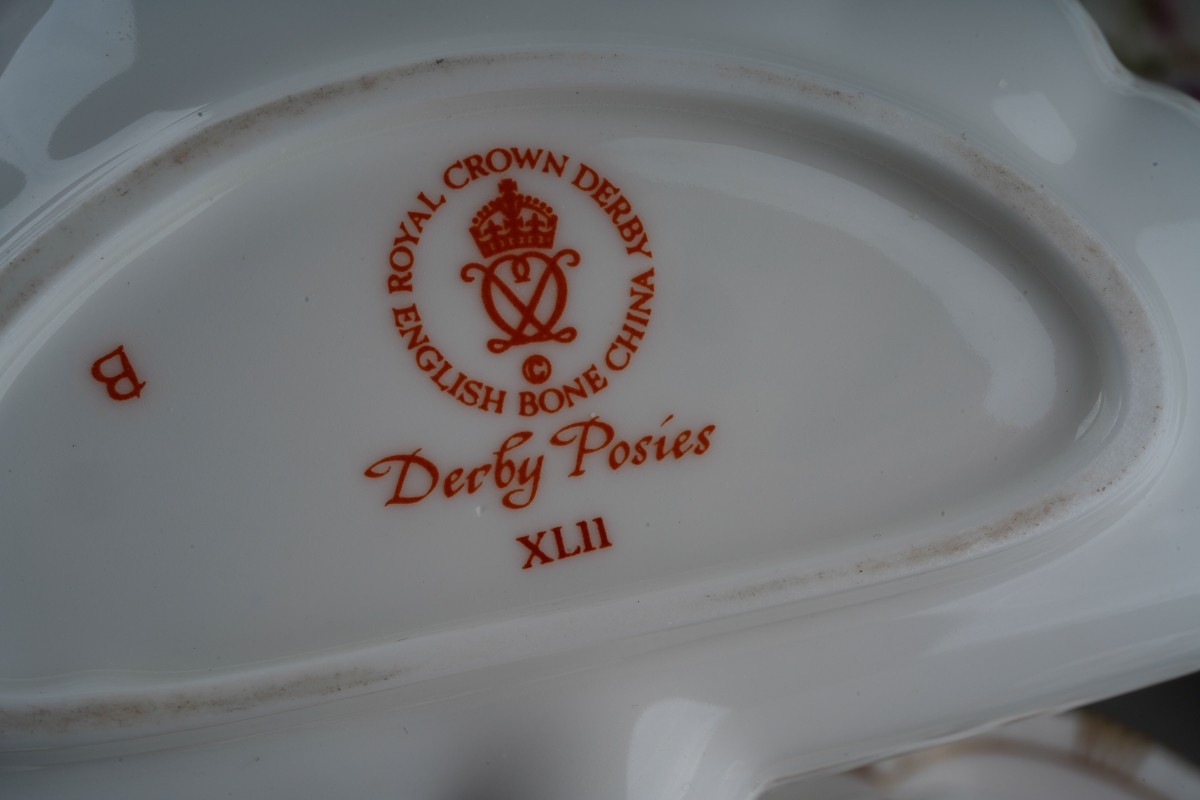 ROYAL CROWN DERBY
ENGLISH BONE CHINA
©
Derby Posies
XLII
B